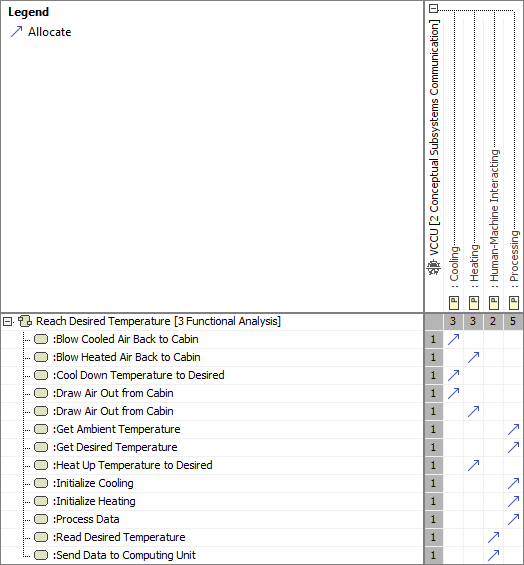 Legend
Allocate
VCCU [2 Conceptual Subsystems Communication]
P : Cooling
P : Heating
P : Human-Machine Interacting
P : Processing
Reach Desired Temperature [3 Functional Analysis] 3 3 2 5
:Blow Cooled Air Back to Cabin 1
:Blow Heated Air Back to Cabin 1
:Cool Down Temperature to Desired 1
:Draw Air Out from Cabin 1
:Draw Air Out from Cabin 1
:Get Ambient Temperature 1
:Get Desired Temperature 1
:Heat Up Temperature to Desired 1
:Initialize Cooling 1
:Initialize Heating 1
:Process Data 1
:Read Desired Temperature 1
:Send Data to Computing Unit 1